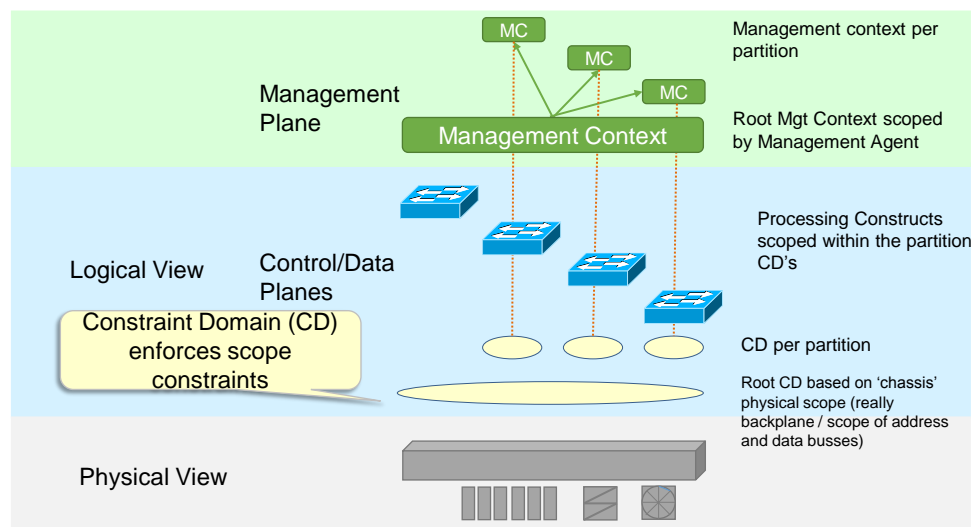 MC
Management context per
partition
MC
MC
Management
Plane
Root Mgt Context scoped
by Management Agent
Management Context
Processing Constructs
scoped within the partition
CD's
Logical View
Control/Data
Planes
Constraint Domain (CD)
enforces scope
constraints
CD per partition
Root CD based on ‘chassis’
physical scope (really
backplane / scope of address
and data busses)
Physical View